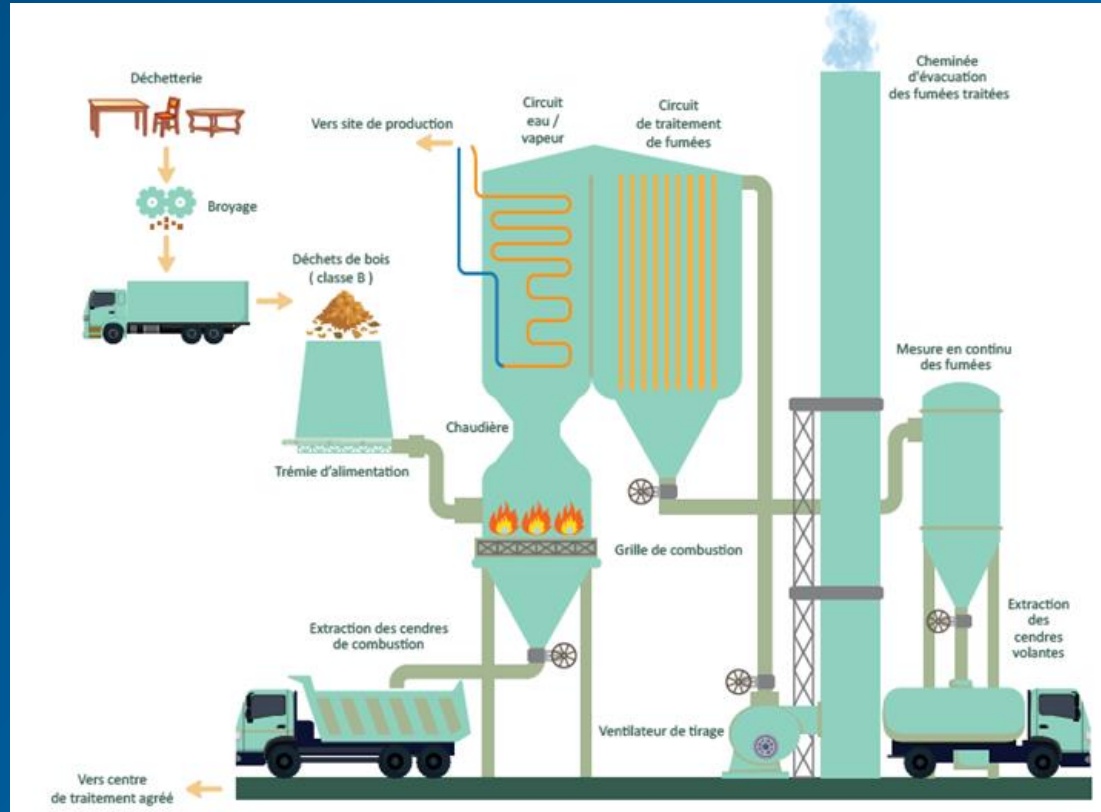 Déchetterie
Broyage
Déchets de bois
( classe B )
Trémie d'alimentation
Vers site de production
Circuit
eau /
vapeur
Circuit
de traitement
de fumées
Cheminée
d'évacuation
des fumées traitées
Mesure en continu
des fumées
Chaudière
Grille de combustion
Extraction des cendres
de combustion
Extraction
des
cendres
volantes
Ventilateur de tirage
Vers centre
de traitement agréé